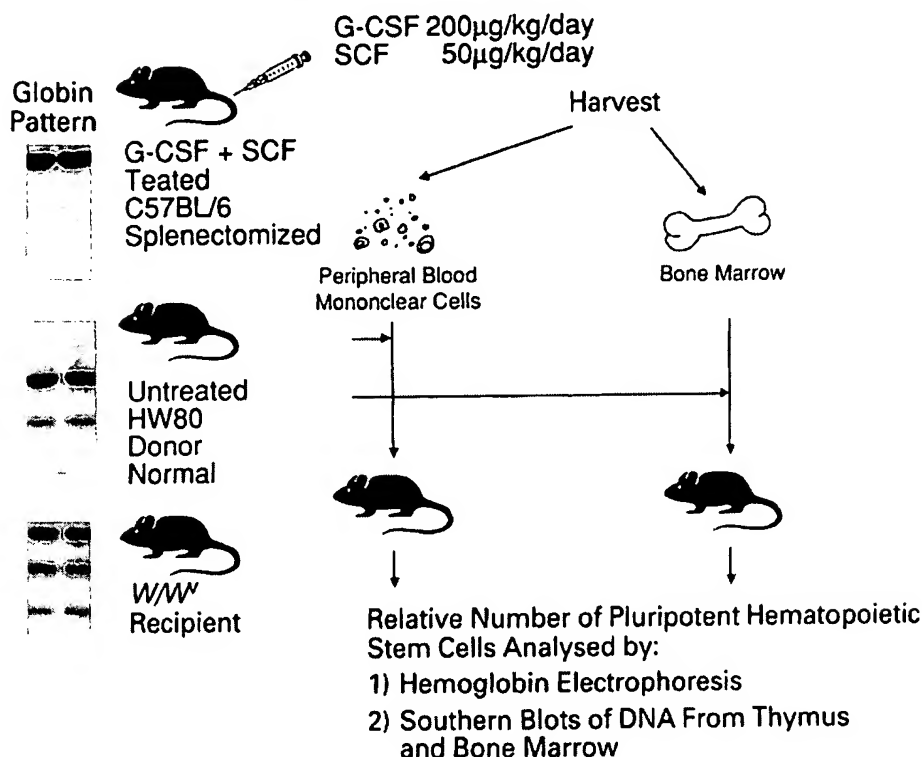 G-CSF 200µg/kg/day
SCF 50µg/kg/day
Globin
Pattern
Harvest
G-CSF + SCF
Teated
C57BL/6
Splenectomized
Peripheral Blood
Mononclear Cells
Bone Marrow
Untreated
HW80
Donor
Normal
W/Wᵛ
Recipient
Relative Number of Pluripotent Hematopoietic
Stem Cells Analysed by:
1) Hemoglobin Electrophoresis
2) Southern Blots of DNA From Thymus
and Bone Marrow